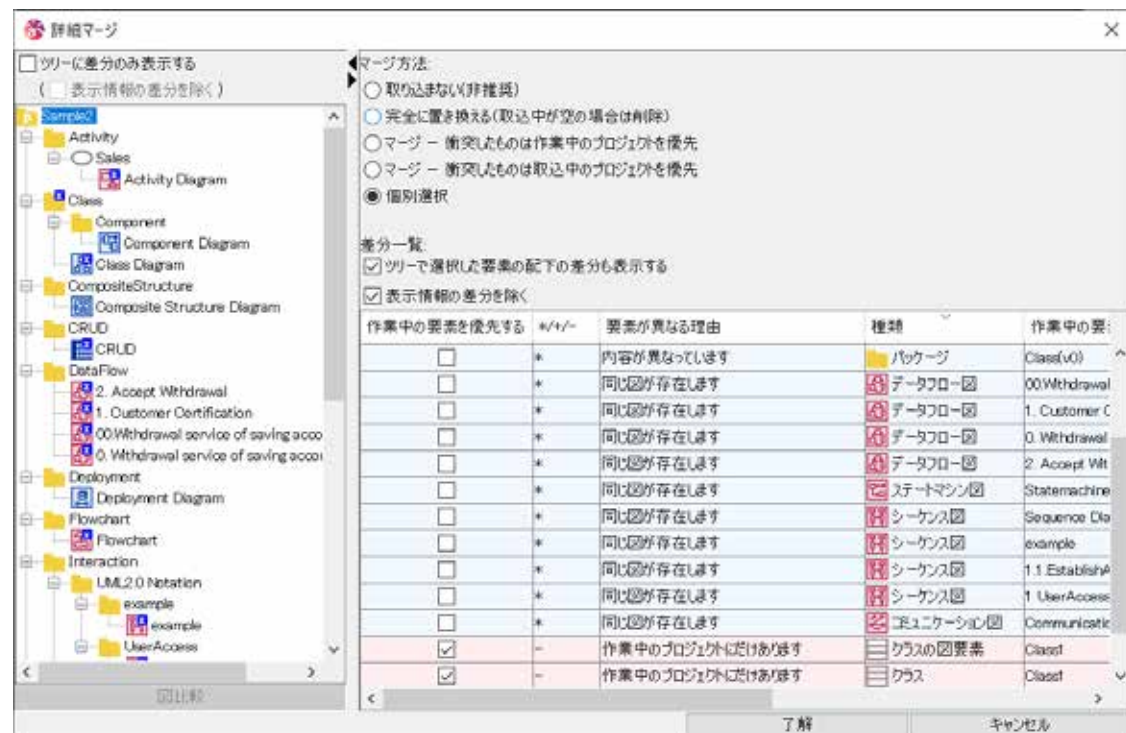 詳細マージ
ツリーに差分のみ表示する
( 表示情報の差分を除く )
Sample2
Activity
Sales
Activity Diagram
Class
Component
Component Diagram
Class Diagram
CompositeStructure
Composite Structure Diagram
CRUD
CRUD
DataFlow
2. Accept Withdrawal
1. Customer Certification
00.Withdrawal service of saving acco
0. Withdrawal service of saving accou
Deployment
Deployment Diagram
Flowchart
Flowchart
Interaction
UML2.0 Notation
example
example
UserAccess
図比較
マージ方法:
取り込まない(非推奨)
完全に置き換える(取込中が空の場合は削除)
マージ - 衝突したものは作業中のプロジェクトを優先
マージ - 衝突したものは取込中のプロジェクトを優先
個別選択
差分一覧:
ツリーで選択した要素の配下の差分も表示する
表示情報の差分を除く
作業中の要素を優先する */+/- 要素が異なる理由 種類 作業中の要
* 内容が異なっています パッケージ Class(v0)
* 同じ図が存在します データフロー図 00.Withdrawal
* 同じ図が存在します データフロー図 1. Customer C
* 同じ図が存在します データフロー図 0. Withdrawal
* 同じ図が存在します データフロー図 2. Accept Wit
* 同じ図が存在します ステートマシン図 Statemachine
* 同じ図が存在します シーケンス図 Sequence Dia
* 同じ図が存在します シーケンス図 example
* 同じ図が存在します シーケンス図 1.1.EstablishA
* 同じ図が存在します シーケンス図 1 UserAccess
* 同じ図が存在します コミュニケーション図 Communicatic
- 作業中のプロジェクトにだけあります クラスの図要素 Class1
- 作業中のプロジェクトにだけあります クラス Class1
了解 キャンセル